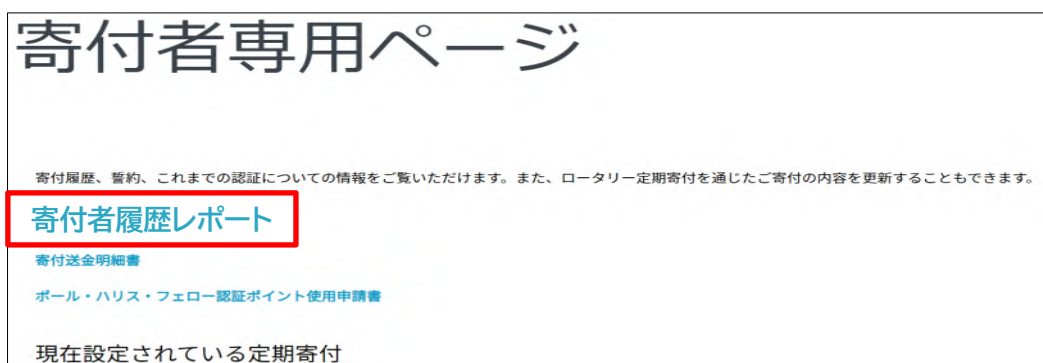 寄付者専用ページ
寄付履歴、誓約、これまでの認証についての情報をご覧いただけます。また、ロータリー定期寄付を通じたご寄付の内容を更新することもできます。
寄付者履歴レポート
寄付送金明細書
ポール・ハリス・フェロー認証ポイント使用申請書
現在設定されている定期寄付